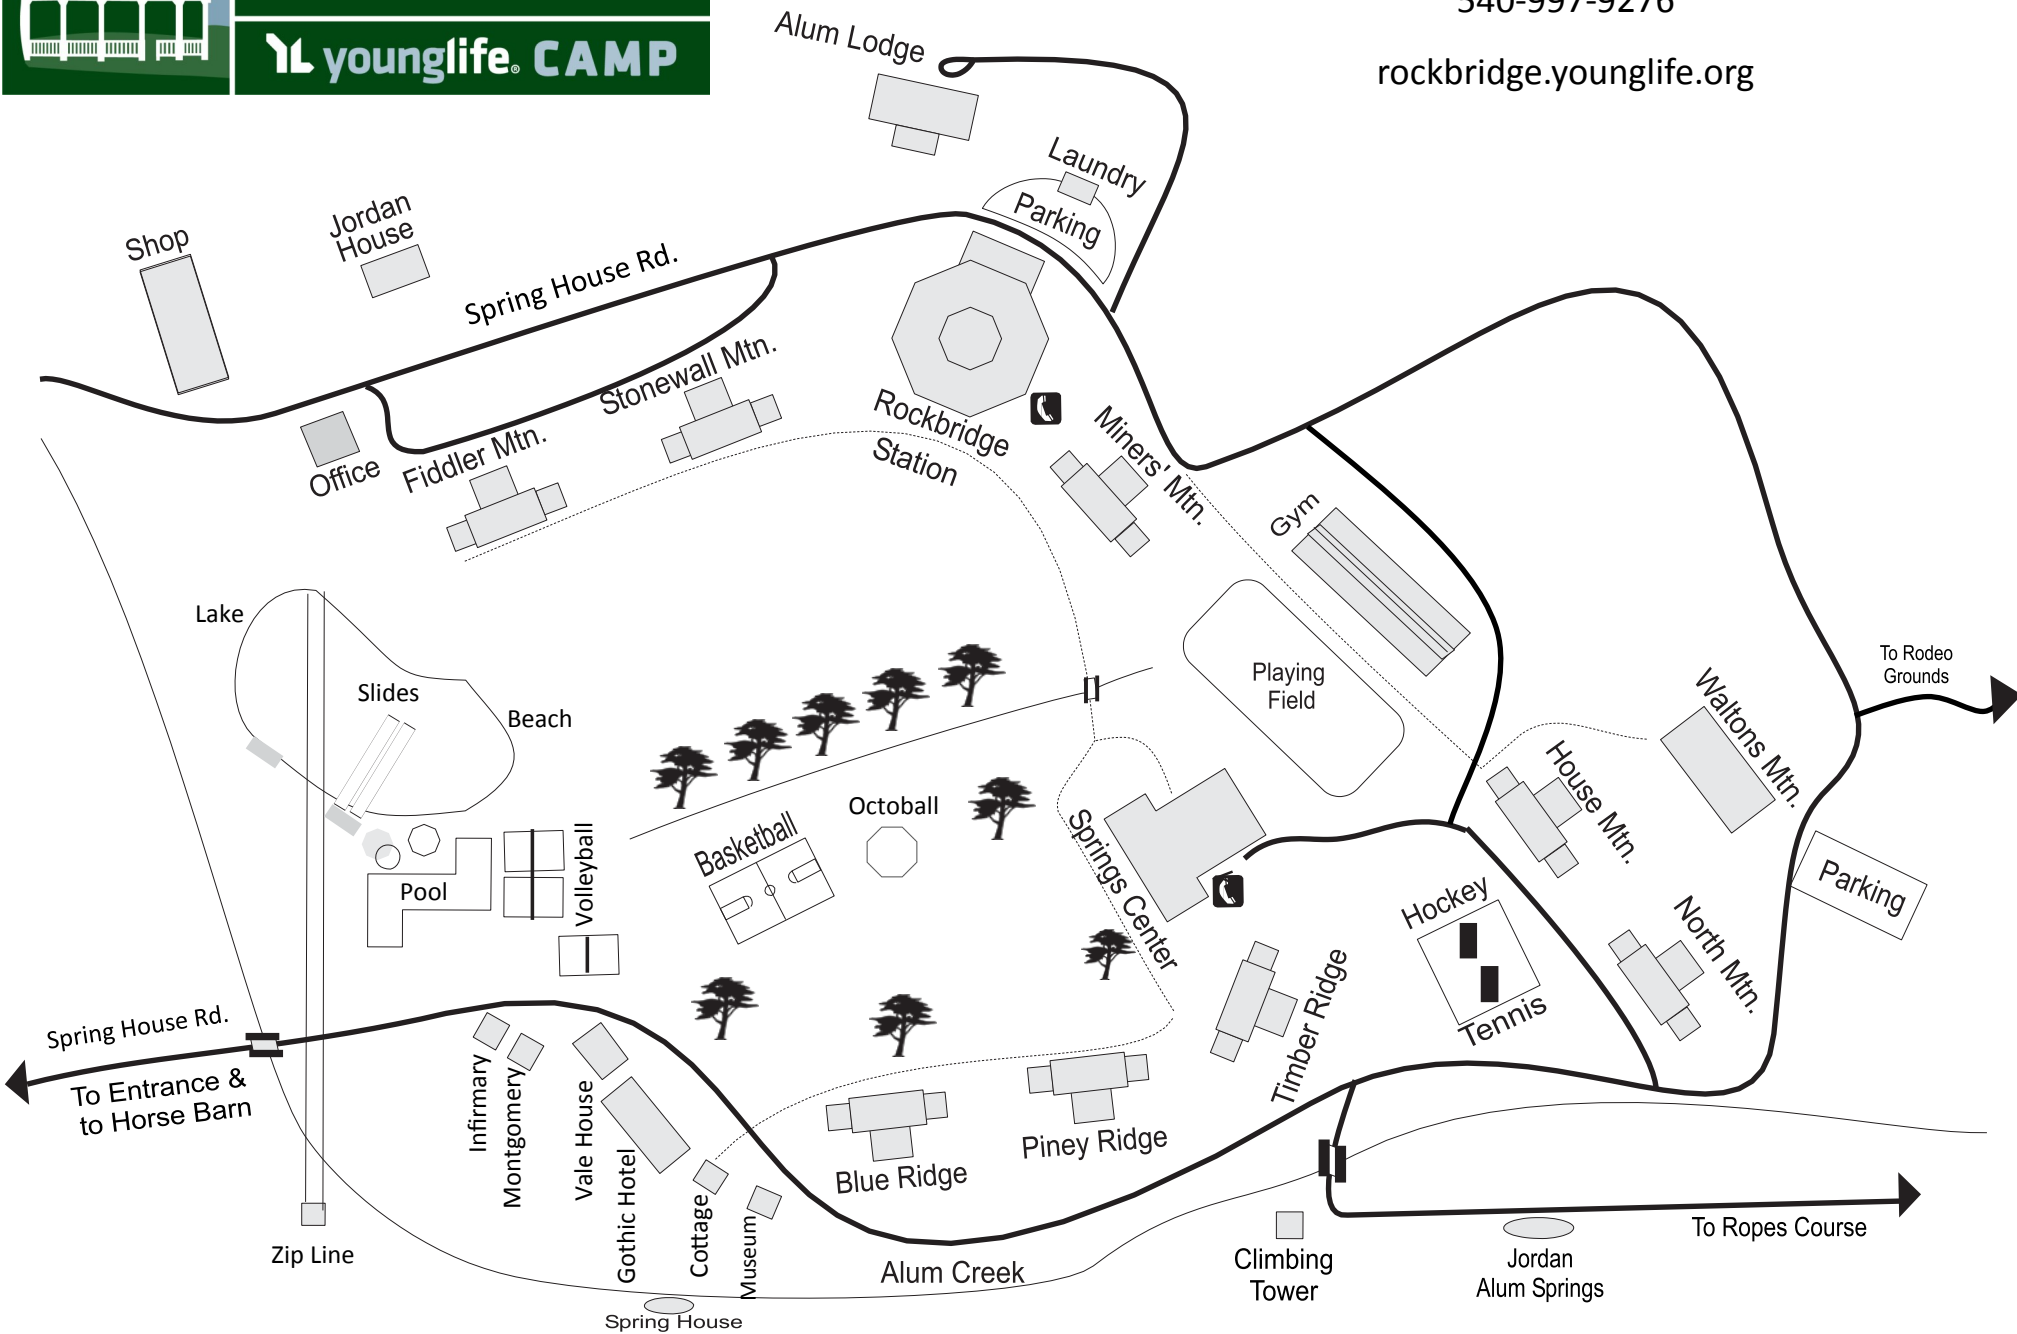 540-997-9276
younglife® CAMP
rockbridge.younglife.org
Alum Lodge
Laundry
Parking
Jordan
House
Shop
Spring House Rd.
Stonewall Mtn.
Rockbridge
Station
Miners' Mtn.
Fiddler Mtn.
Office
Gym
Lake
Slides
Beach
Playing
Field
To Rodeo
Grounds
Waltons Mtn.
House Mtn.
Octoball
Basketball
Volleyball
Pool
Springs Center
Parking
Hockey
Tennis
North Mtn.
Timber Ridge
Spring House Rd.
To Entrance &
to Horse Barn
Infirmary
Montgomery
Vale House
Gothic Hotel
Cottage
Museum
Blue Ridge
Piney Ridge
Zip Line
Alum Creek
Climbing
Tower
Jordan
Alum Springs
To Ropes Course
Spring House